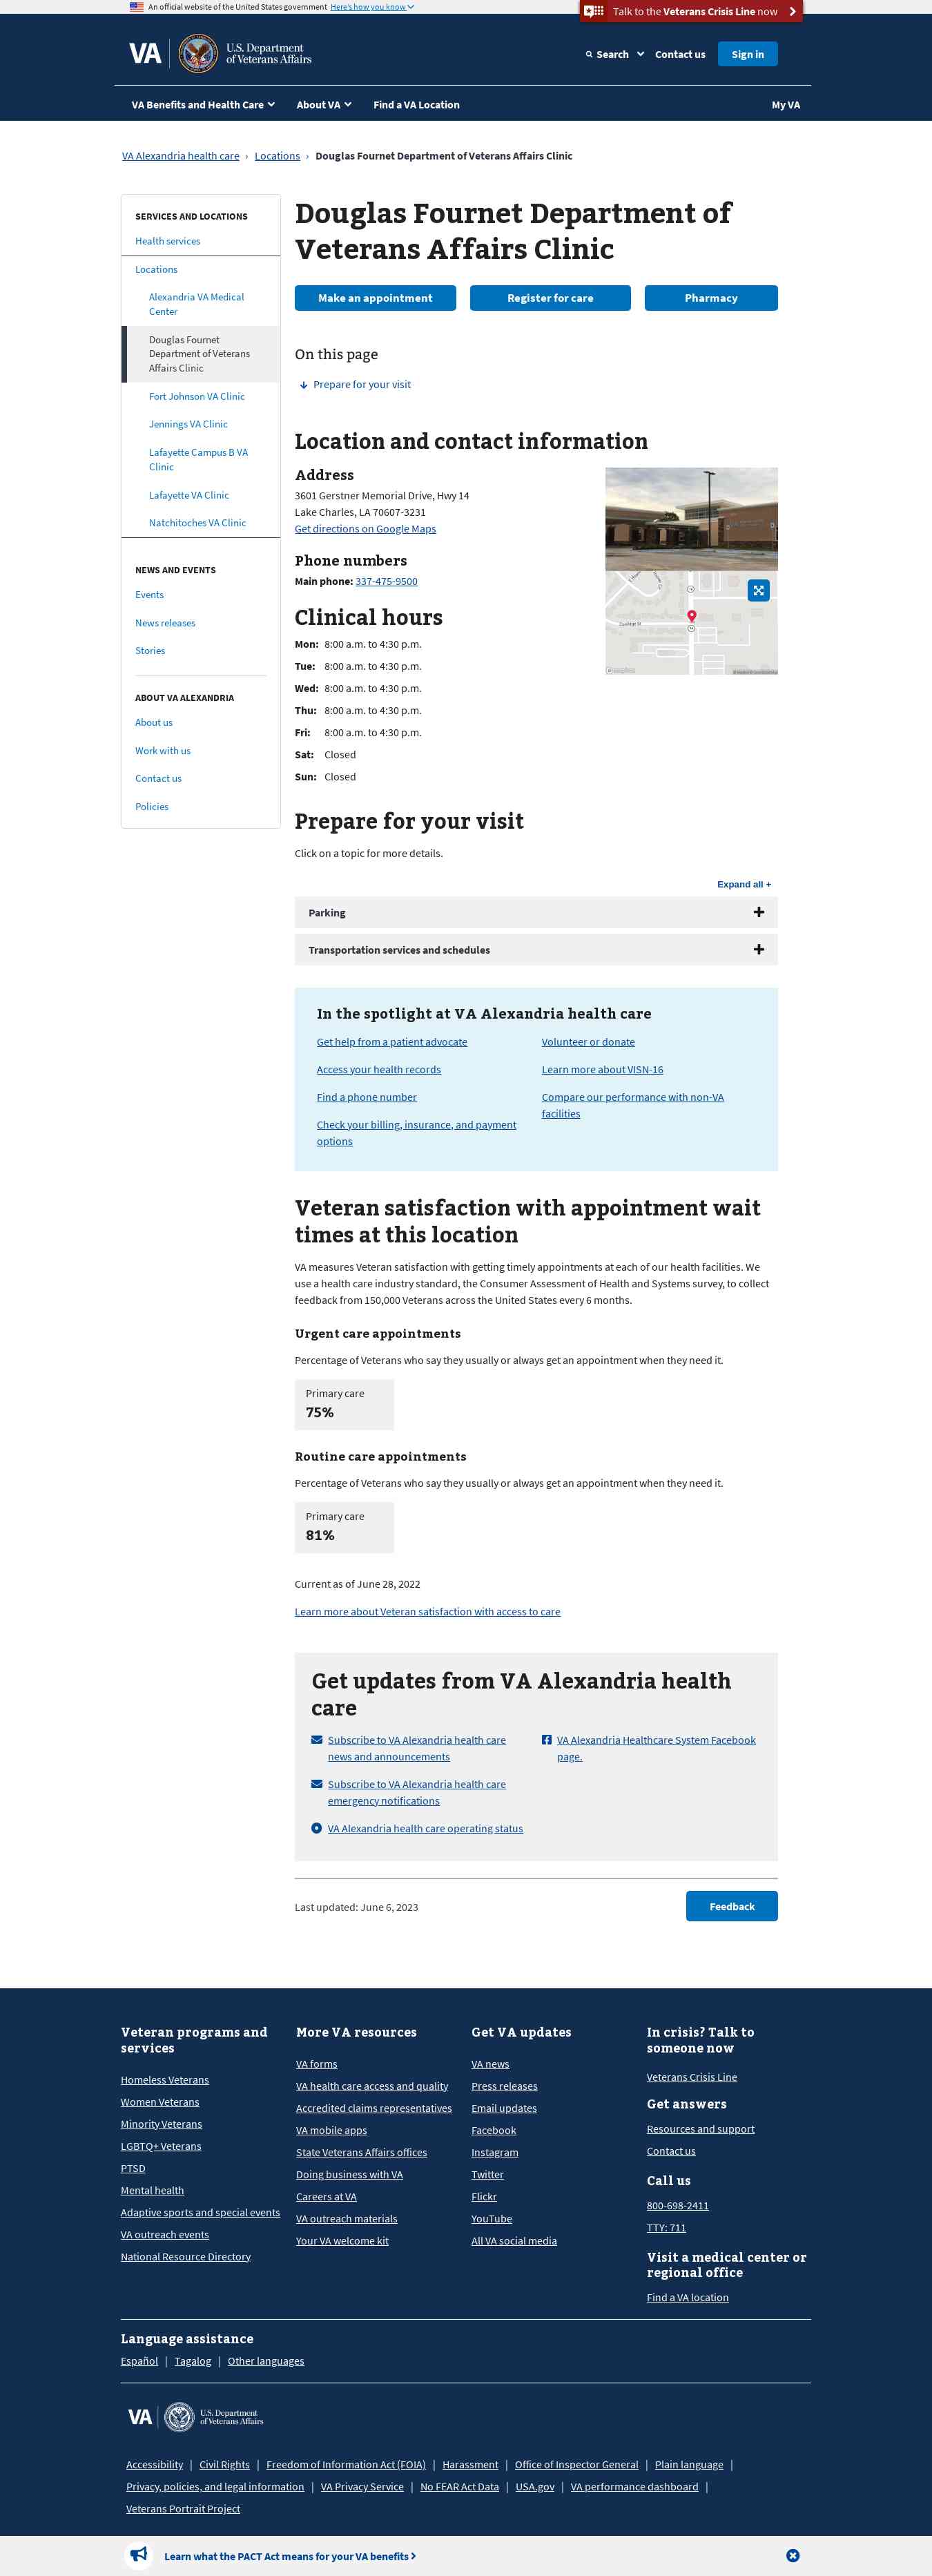 An official website of the United States government Here's how you know
Talk to the Veterans Crisis Line now
VA
U.S. Department
of Veterans Affairs
Search
Contact us
Sign in
VA Benefits and Health Care
About VA
Find a VA Location
My VA
VA Alexandria health care › Locations › Douglas Fournet Department of Veterans Affairs Clinic
SERVICES AND LOCATIONS
Health services
Locations
Alexandria VA Medical
Center
Douglas Fournet
Department of Veterans
Affairs Clinic
Fort Johnson VA Clinic
Jennings VA Clinic
Lafayette Campus B VA
Clinic
Lafayette VA Clinic
Natchitoches VA Clinic
NEWS AND EVENTS
Events
News releases
Stories
ABOUT VA ALEXANDRIA
About us
Work with us
Contact us
Policies
Douglas Fournet Department of
Veterans Affairs Clinic
Make an appointment
Register for care
Pharmacy
On this page
Prepare for your visit
Location and contact information
Address
3601 Gerstner Memorial Drive, Hwy 14
Lake Charles, LA 70607-3231
Get directions on Google Maps
Phone numbers
Main phone: 337-475-9500
Clinical hours
Mon: 8:00 a.m. to 4:30 p.m.
Tue: 8:00 a.m. to 4:30 p.m.
Wed: 8:00 a.m. to 4:30 p.m.
Thu: 8:00 a.m. to 4:30 p.m.
Fri: 8:00 a.m. to 4:30 p.m.
Sat: Closed
Sun: Closed
mapbox
Prepare for your visit
Click on a topic for more details.
Expand all +
Parking
Transportation services and schedules
In the spotlight at VA Alexandria health care
Get help from a patient advocate
Access your health records
Find a phone number
Check your billing, insurance, and payment
options
Volunteer or donate
Learn more about VISN-16
Compare our performance with non-VA
facilities
Veteran satisfaction with appointment wait
times at this location
VA measures Veteran satisfaction with getting timely appointments at each of our health facilities. We
use a health care industry standard, the Consumer Assessment of Health and Systems survey, to collect
feedback from 150,000 Veterans across the United States every 6 months.
Urgent care appointments
Percentage of Veterans who say they usually or always get an appointment when they need it.
Primary care
75%
Routine care appointments
Percentage of Veterans who say they usually or always get an appointment when they need it.
Primary care
81%
Current as of June 28, 2022
Learn more about Veteran satisfaction with access to care
Get updates from VA Alexandria health
care
Subscribe to VA Alexandria health care
news and announcements
Subscribe to VA Alexandria health care
emergency notifications
VA Alexandria health care operating status
VA Alexandria Healthcare System Facebook
page.
Last updated: June 6, 2023
Feedback
Veteran programs and
services
Homeless Veterans
Women Veterans
Minority Veterans
LGBTQ+ Veterans
PTSD
Mental health
Adaptive sports and special events
VA outreach events
National Resource Directory
More VA resources
VA forms
VA health care access and quality
Accredited claims representatives
VA mobile apps
State Veterans Affairs offices
Doing business with VA
Careers at VA
VA outreach materials
Your VA welcome kit
Get VA updates
VA news
Press releases
Email updates
Facebook
Instagram
Twitter
Flickr
YouTube
All VA social media
In crisis? Talk to
someone now
Veterans Crisis Line
Get answers
Resources and support
Contact us
Call us
800-698-2411
TTY: 711
Visit a medical center or
regional office
Find a VA location
Language assistance
Español | Tagalog | Other languages
VA
U.S. Department
of Veterans Affairs
Accessibility | Civil Rights | Freedom of Information Act (FOIA) | Harassment | Office of Inspector General | Plain language |
Privacy, policies, and legal information | VA Privacy Service | No FEAR Act Data | USA.gov | VA performance dashboard |
Veterans Portrait Project
Learn what the PACT Act means for your VA benefits